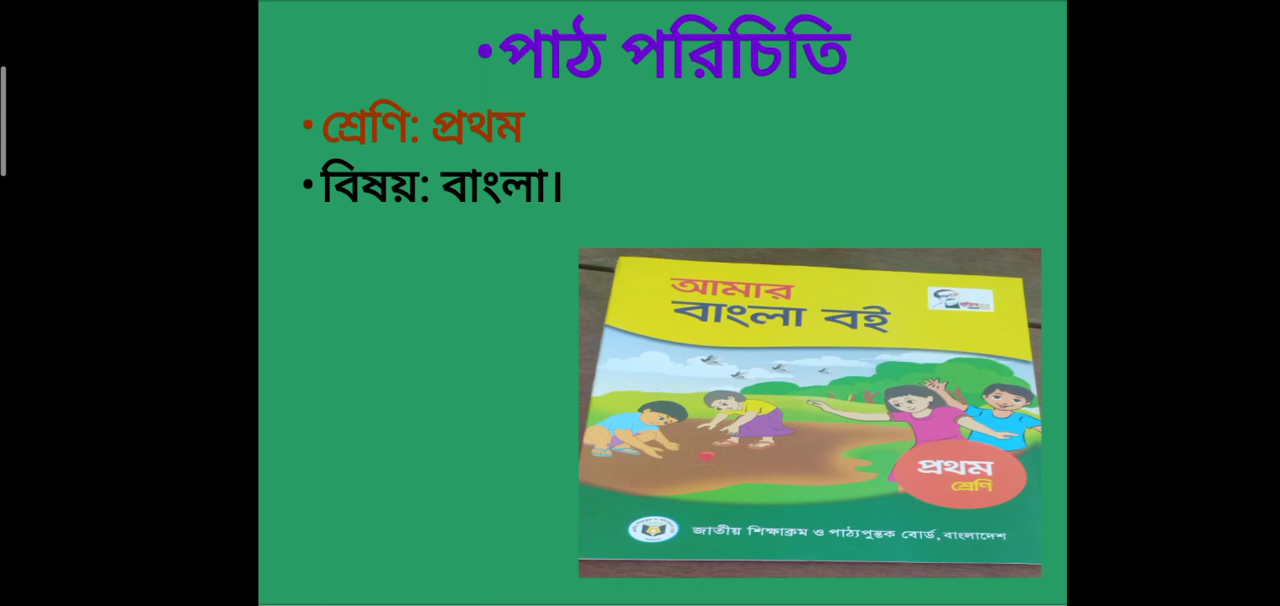 •পাঠ পরিচিতি
•শ্রেণি: প্রথম
•বিষয়: বাংলা।
আমার
বাংলা বই
প্রথম
শ্রেণি
জাতীয় শিক্ষাক্রম ও পাঠ্যপুস্তক বোর্ড, বাংলাদেশ